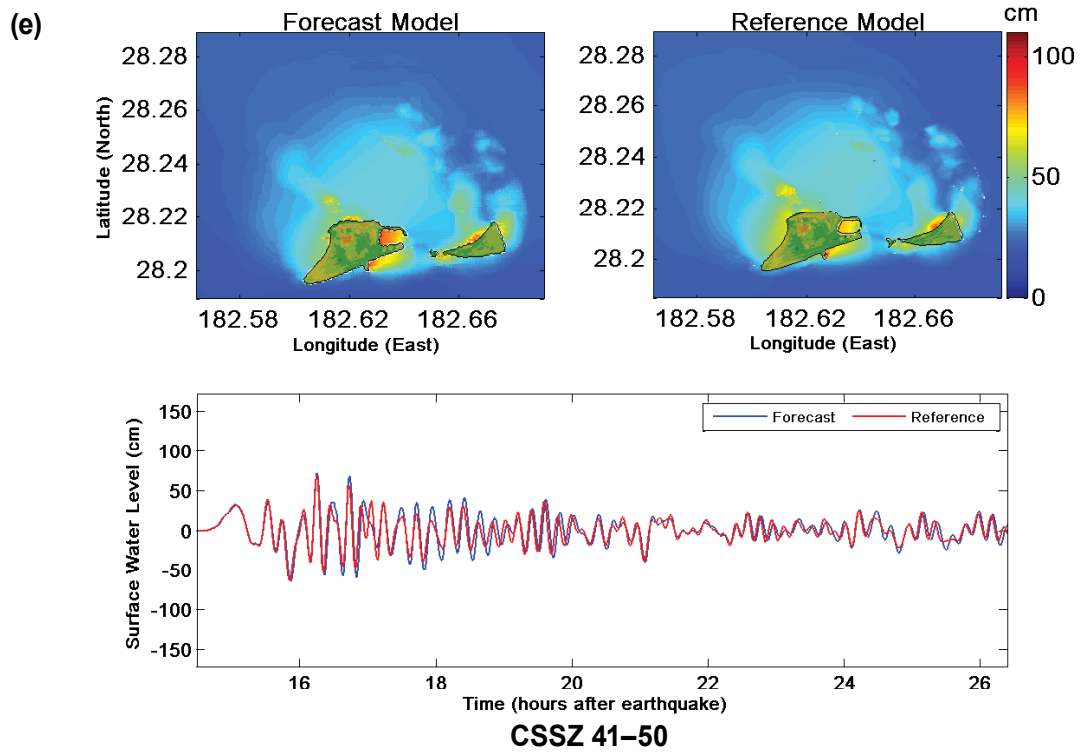 (e)
Forecast Model
Reference Model
cm
28.28
28.26
28.24
28.22
28.2
Latitude (North)
182.58
182.62
182.66
Longitude (East)
28.28
28.26
28.24
28.22
28.2
182.58
182.62
182.66
Longitude (East)
100
50
0
150
100
50
0
-50
-100
-150
Surface Water Level (cm)
Forecast
Reference
16
18
20
22
24
26
Time (hours after earthquake)
CSSZ 41–50